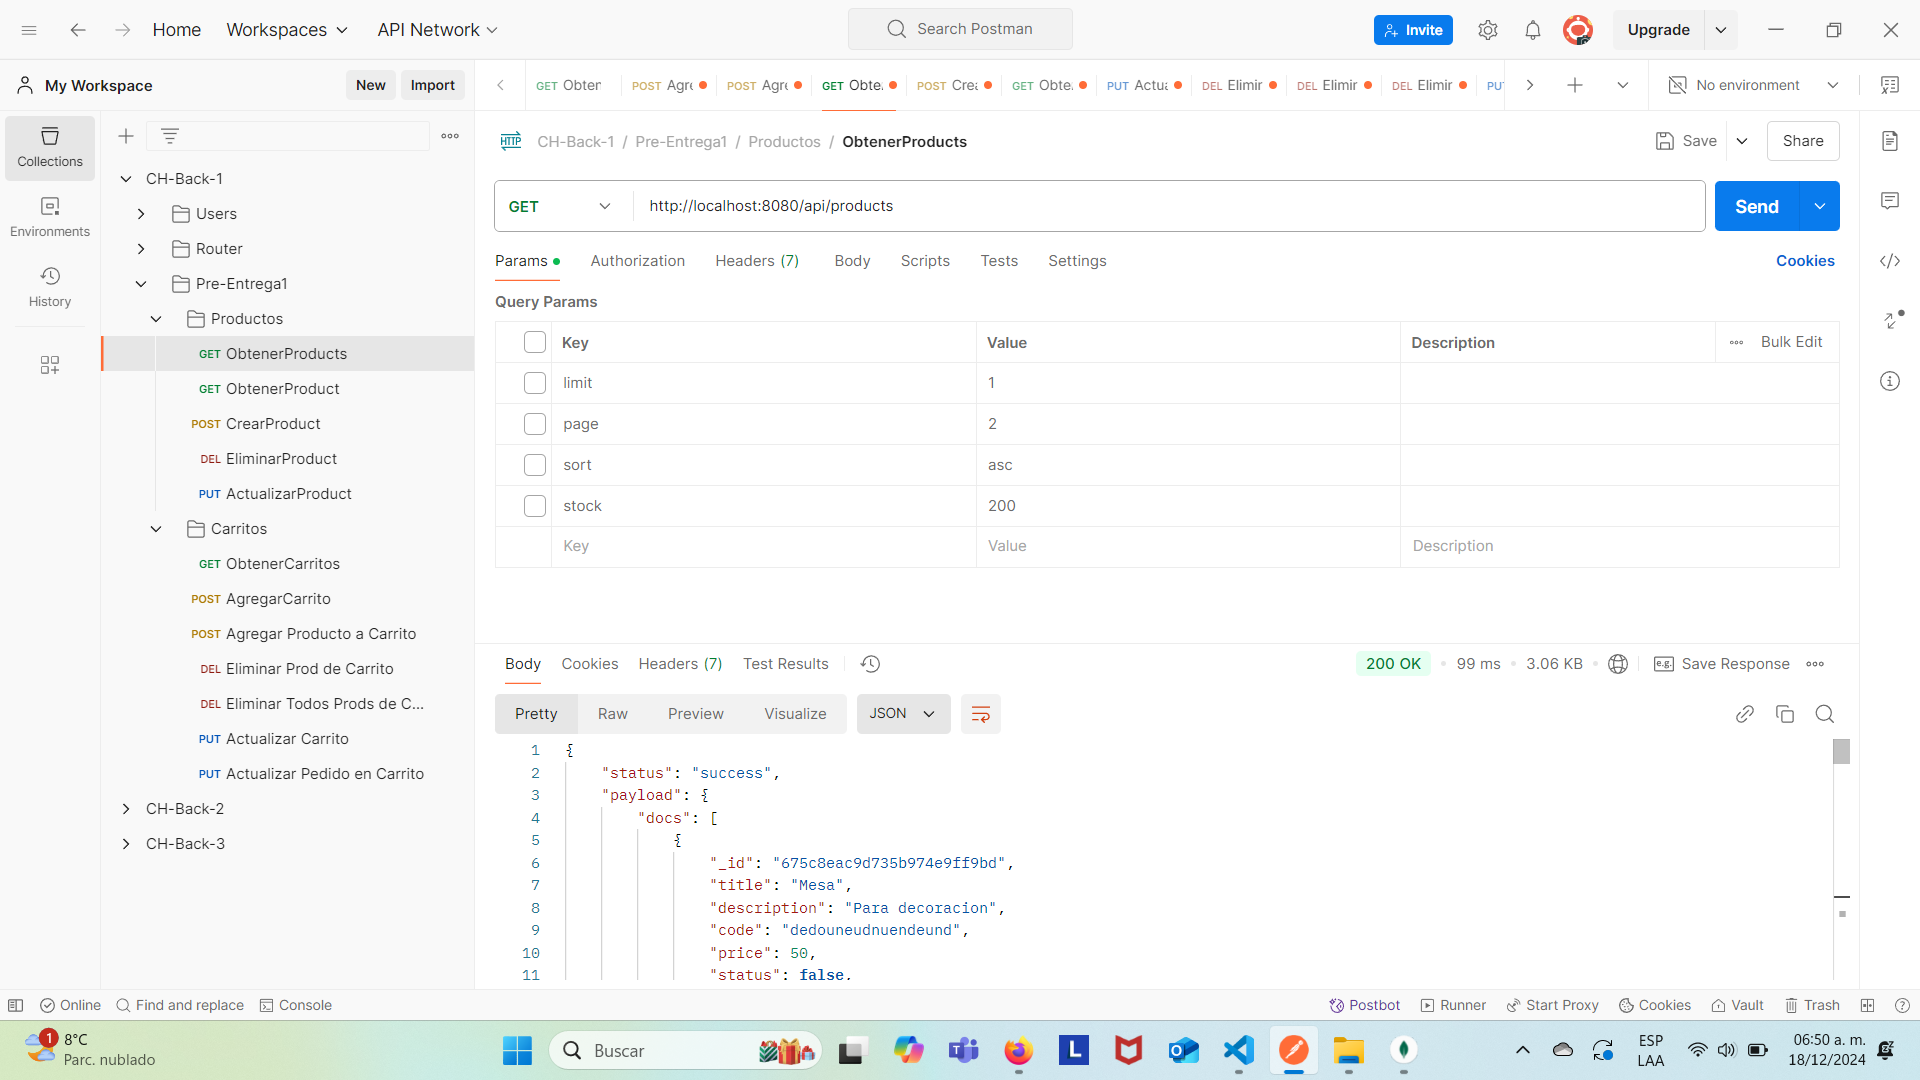 Home
Workspaces
API Network
Search Postman
Invite
Upgrade
My Workspace
New
Import
GET Obter
POST Agr
POST Agr
GET Obte
POST Cre
GET Obte
PUT Actu
DEL Elimir
DEL Elimir
DEL Elimir
PU
No environment
Collections
Environments
History
CH-Back-1
Users
Router
Pre-Entrega1
Productos
GET ObtenerProducts
GET ObtenerProduct
POST CrearProduct
DEL EliminarProduct
PUT ActualizarProduct
Carritos
GET ObtenerCarritos
POST AgregarCarrito
POST Agregar Producto a Carrito
DEL Eliminar Prod de Carrito
DEL Eliminar Todos Prods de C...
PUT Actualizar Carrito
PUT Actualizar Pedido en Carrito
CH-Back-2
CH-Back-3
HTTP CH-Back-1 / Pre-Entrega1 / Productos / ObtenerProducts
Save
Share
GET
http://localhost:8080/api/products
Send
Params
Authorization
Headers (7)
Body
Scripts
Tests
Settings
Cookies
Query Params
Key Value Description Bulk Edit
limit 1
page 2
sort asc
stock 200
Key Value Description
Body Cookies Headers (7) Test Results
200 OK 99 ms 3.06 KB e.g. Save Response
Pretty Raw Preview Visualize JSON
1 {
2 "status": "success",
3 "payload": {
4 "docs": [
5 {
6 "_id": "675c8eac9d735b974e9ff9bd",
7 "title": "Mesa",
8 "description": "Para decoracion",
9 "code": "dedouneudnuendeund",
10 "price": 50,
11 "status": false,
Online
Find and replace
Console
Postbot
Runner
Start Proxy
Cookies
Vault
Trash
1
8°C
Parc. nublado
Buscar
L
ESP
LAA
06:50 a. m.
18/12/2024